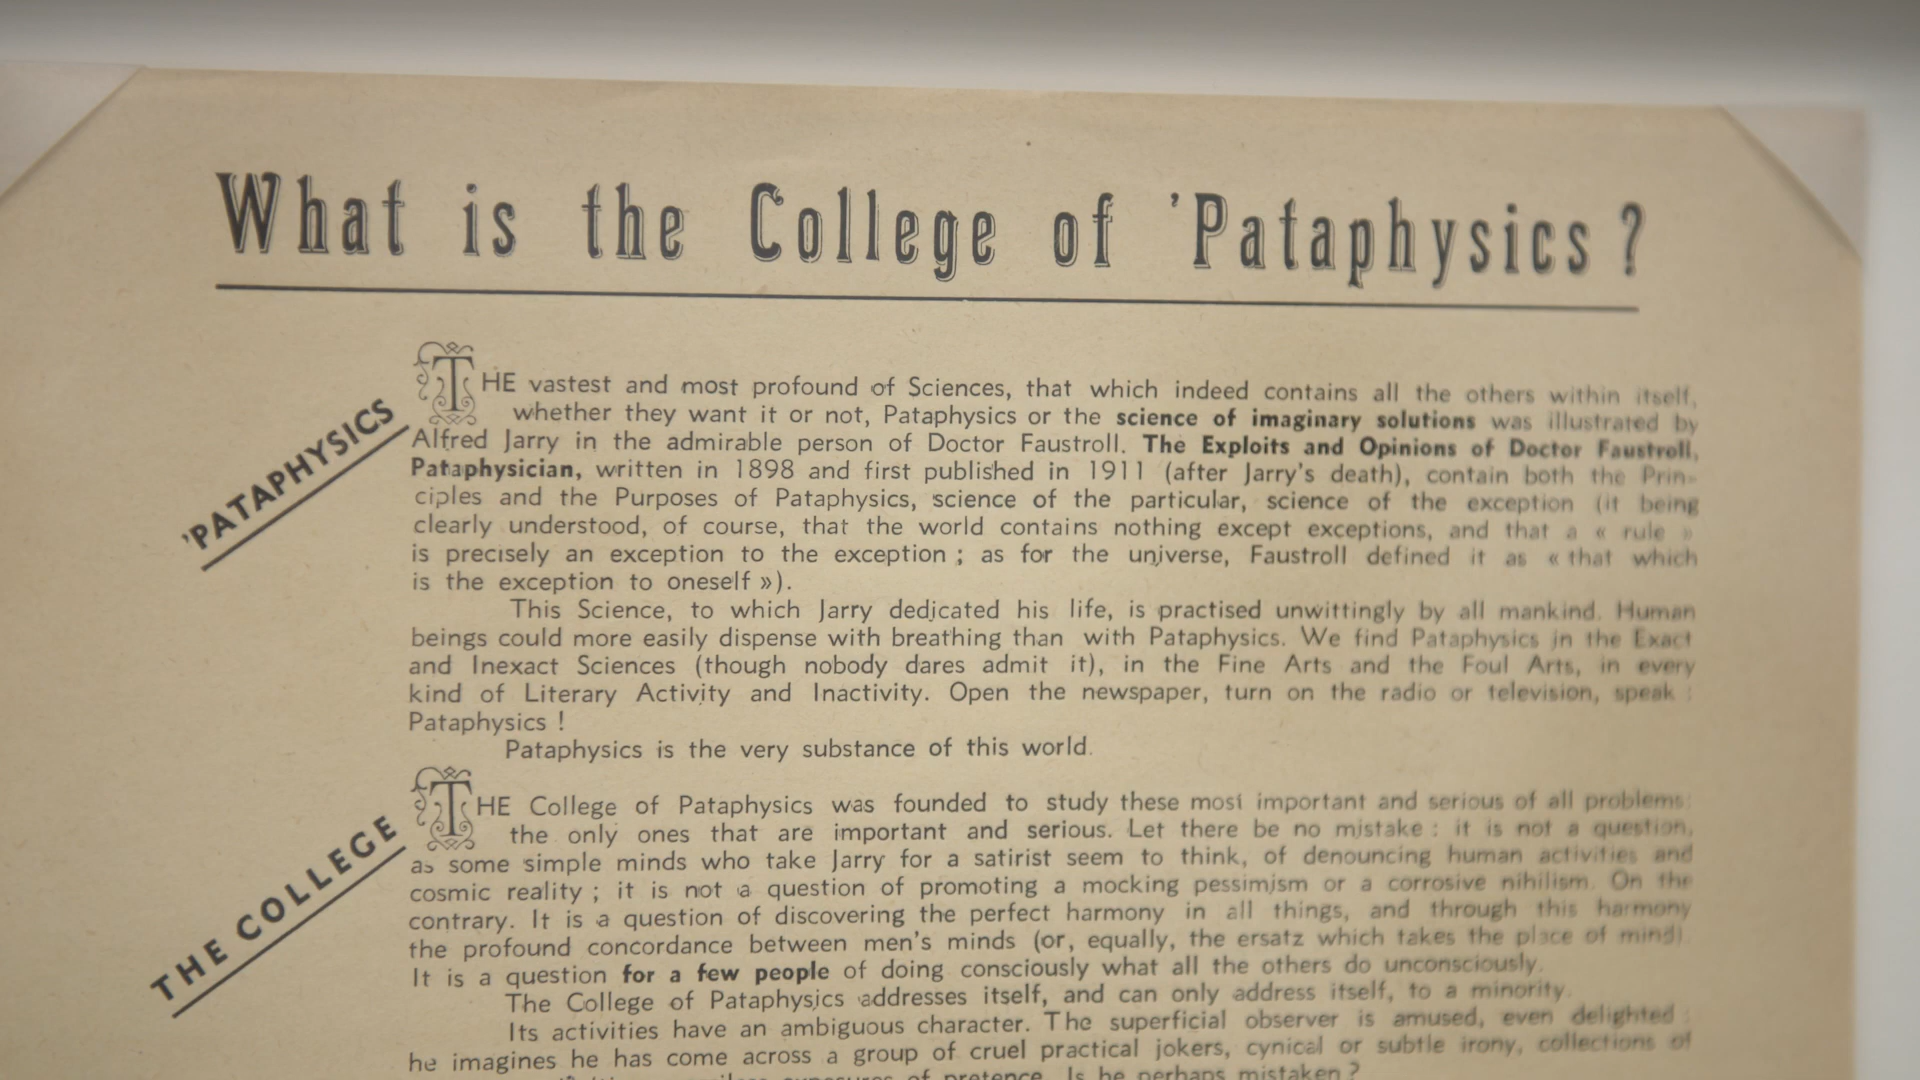 What is the College of 'Pataphysics ?
'PATAPHYSICS
THE vastest and most profound of Sciences, that which indeed contains all the others within itself,
whether they want it or not, Pataphysics or the science of imaginary solutions was illustrated by
Alfred Jarry in the admirable person of Doctor Faustroll. The Exploits and Opinions of Doctor Faustroll,
Pataphysician, written in 1898 and first published in 1911 (after Jarry's death), contain both the Prin-
ciples and the Purposes of Pataphysics, science of the particular, science of the exception (it being
clearly understood, of course, that the world contains nothing except exceptions, and that a « rule »
is precisely an exception to the exception ; as for the universe, Faustroll defined it as « that which
is the exception to oneself »).
This Science, to which Jarry dedicated his life, is practised unwittingly by all mankind. Human
beings could more easily dispense with breathing than with Pataphysics. We find Pataphysics in the Exact
and Inexact Sciences (though nobody dares admit it), in the Fine Arts and the Foul Arts, in every
kind of Literary Activity and Inactivity. Open the newspaper, turn on the radio or television, speak :
Pataphysics !
Pataphysics is the very substance of this world.
THE COLLEGE
THE College of Pataphysics was founded to study these most important and serious of all problems :
the only ones that are important and serious. Let there be no mistake : it is not a question,
as some simple minds who take Jarry for a satirist seem to think, of denouncing human activities and
cosmic reality ; it is not a question of promoting a mocking pessimism or a corrosive nihilism. On the
contrary. It is a question of discovering the perfect harmony in all things, and through this harmony
the profound concordance between men's minds (or, equally, the ersatz which takes the place of mind).
It is a question for a few people of doing consciously what all the others do unconsciously.
The College of Pataphysics addresses itself, and can only address itself, to a minority.
Its activities have an ambiguous character. The superficial observer is amused, even delighted :
he imagines he has come across a group of cruel practical jokers, cynical or subtle irony, collections of
of pretence. Is he perhaps mistaken ?